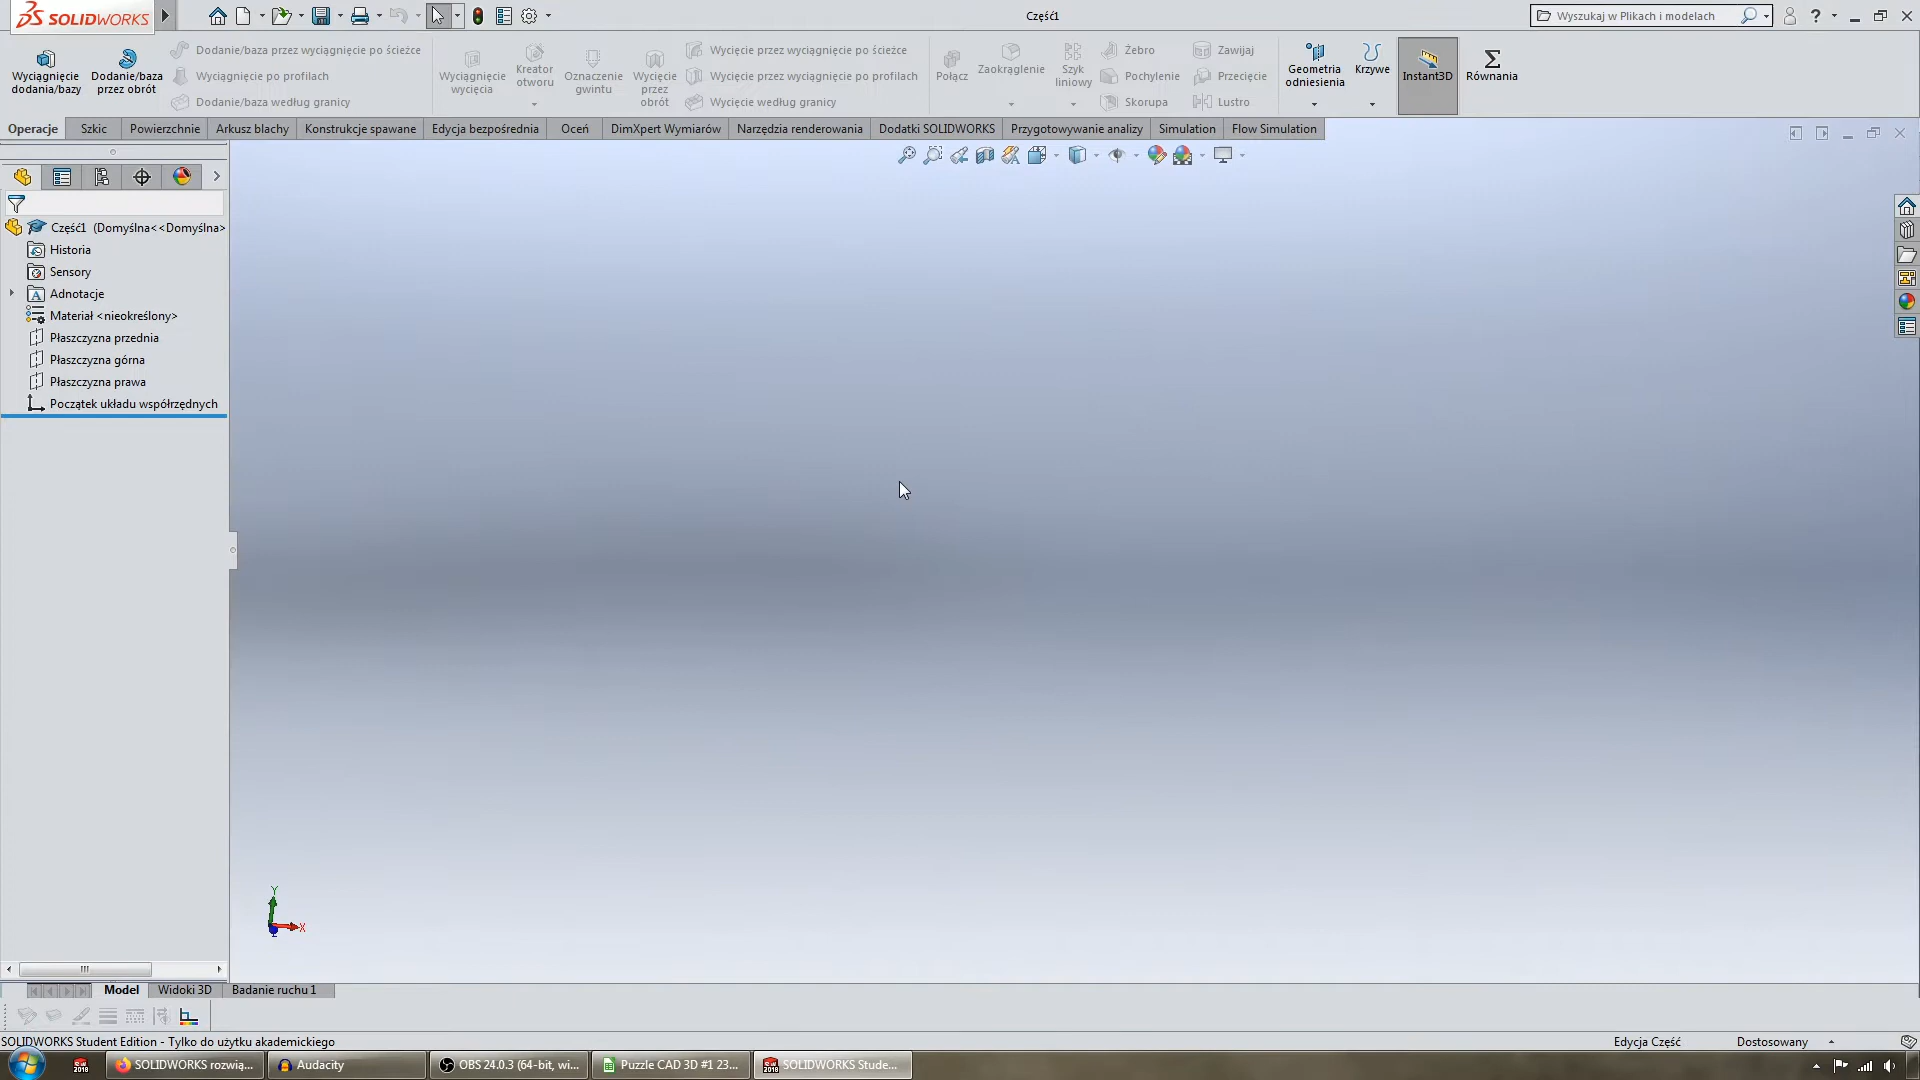 SOLIDWORKS
Część1
Wyszukaj w Plikach i modelach
Wyciągnięcie dodania/bazy
Dodanie/baza przez obrót
Dodanie/baza przez wyciągnięcie po ścieżce
Wyciągnięcie po profilach
Dodanie/baza według granicy
Wyciągnięcie wycięcia
Kreator otworu
Oznaczenie gwintu
Wycięcie przez obrót
Wycięcie przez wyciągnięcie po ścieżce
Wycięcie przez wyciągnięcie po profilach
Wycięcie według granicy
Połącz
Zaokrąglenie
Szyk liniowy
Żebro
Pochylenie
Skorupa
Zawijaj
Przecięcie
Lustro
Geometria odniesienia
Krzywe
Instant3D
Równania
Operacje
Szkic
Powierzchnie
Arkusz blachy
Konstrukcje spawane
Edycja bezpośrednia
Oceń
DimXpert Wymiarów
Narzędzia renderowania
Dodatki SOLIDWORKS
Przygotowywanie analizy
Simulation
Flow Simulation
Część1 (Domyślna<<Domyślna>
Historia
Sensory
Adnotacje
Materiał <nieokreślony>
Płaszczyzna przednia
Płaszczyzna górna
Płaszczyzna prawa
Początek układu współrzędnych
Y
X
Z
Model
Widoki 3D
Badanie ruchu 1
SOLIDWORKS Student Edition - Tylko do użytku akademickiego
Edycja Część
Dostosowany
SOLIDWORKS rozwią...
Audacity
OBS 24.0.3 (64-bit, wi...
Puzzle CAD 3D #1 23...
SOLIDWORKS Stude...